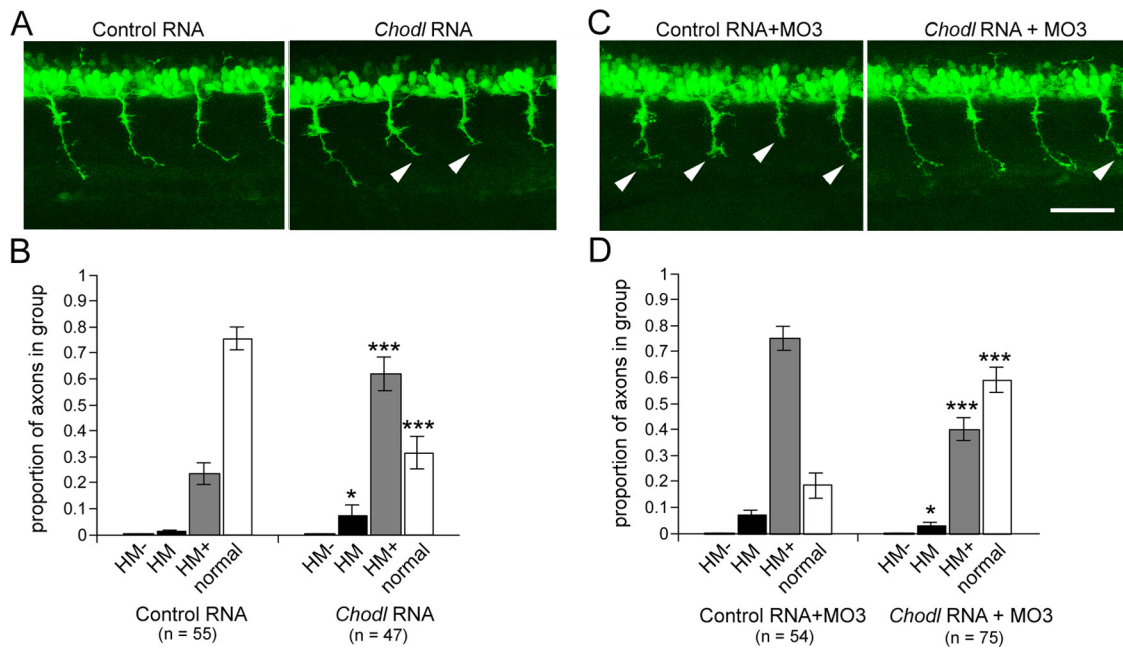 A
Control RNA
Chodl RNA
C
Control RNA+MO3
Chodl RNA + MO3
B
proportion of axons in group
1
0.9
0.8
0.7
0.6
0.5
0.4
0.3
0.2
0.1
0
***
***
*
HM-
HM
HM+
normal
HM-
HM
HM+
normal
Control RNA
(n = 55)
Chodl RNA
(n = 47)
D
proportion of axons in group
1
0.9
0.8
0.7
0.6
0.5
0.4
0.3
0.2
0.1
0
***
***
*
HM-
HM
HM+
normal
HM-
HM
HM+
normal
Control RNA+MO3
(n = 54)
Chodl RNA + MO3
(n = 75)